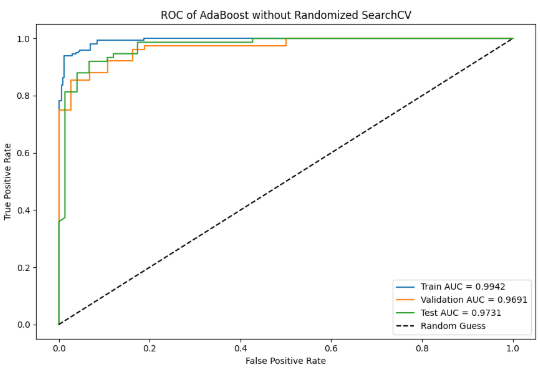 ROC of AdaBoost without Randomized SearchCV
True Positive Rate
1.0
0.8
0.6
0.4
0.2
0.0
0.0
0.2
0.4
0.6
0.8
1.0
False Positive Rate
Train AUC = 0.9942
Validation AUC = 0.9691
Test AUC = 0.9731
Random Guess